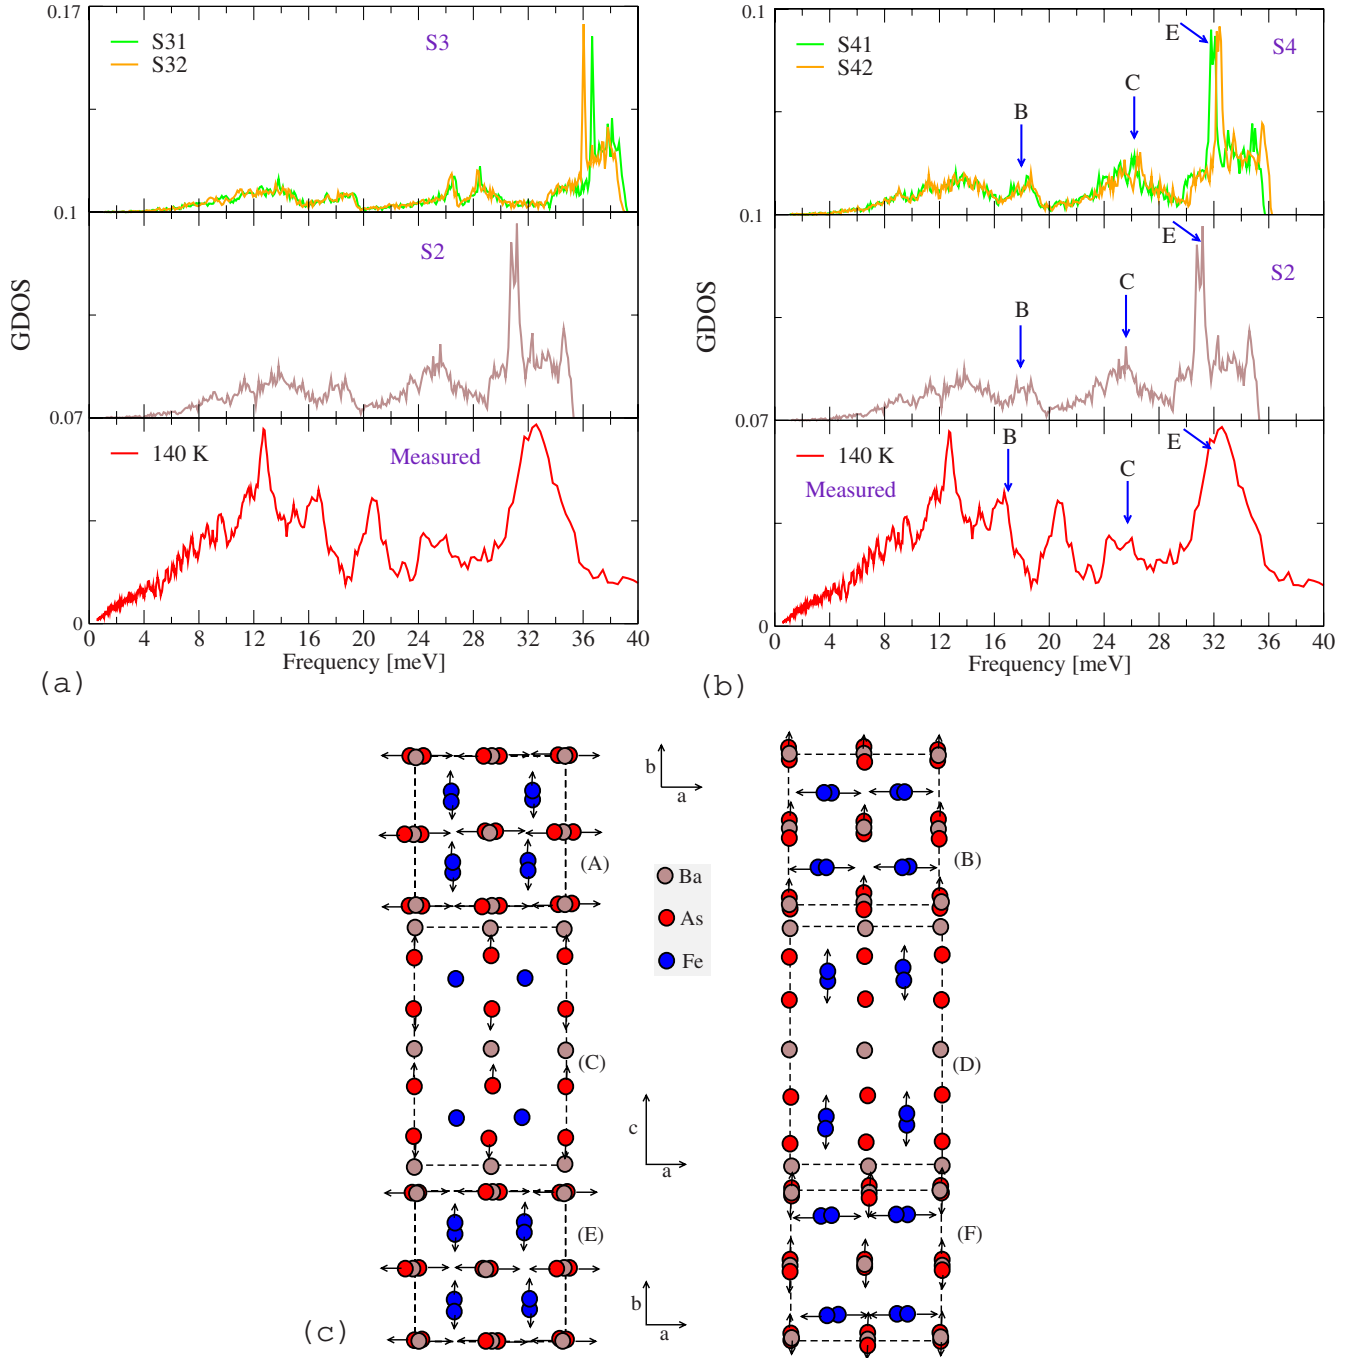 0.17
S31
S32
S3
0.1
S2
0.07
140 K
Measured
0
0 4 8 12 16 20 24 28 32 36 40
Frequency [meV]
GDOS
(a)
0.1
S41
S42
B
C
E
S4
0.1
E
S2
B
C
0.07
140 K
Measured
B
C
E
0
0 4 8 12 16 20 24 28 32 36 40
Frequency [meV]
GDOS
(b)
b
a
(A)
(B)
Ba
As
Fe
(C)
(D)
c
a
(E)
(F)
b
a
(c)